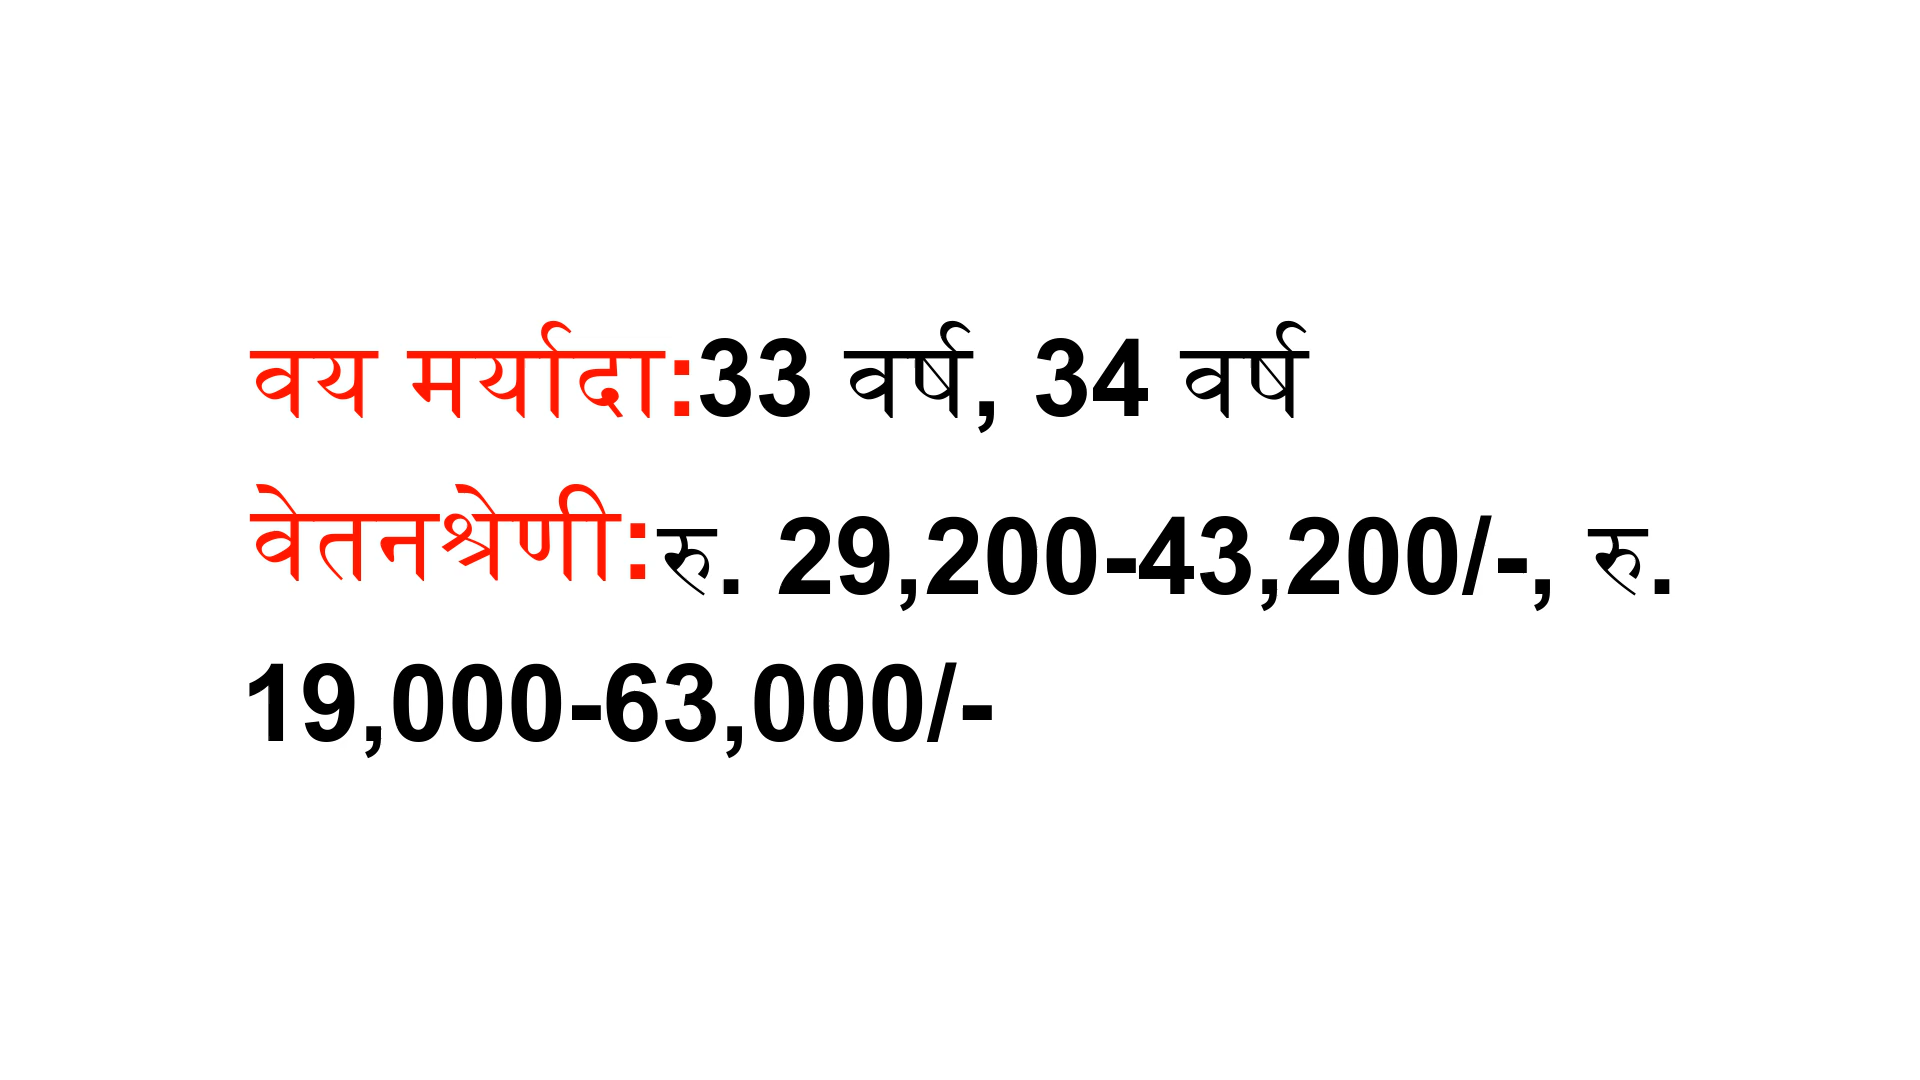 वय मर्यादा:33 वर्ष, 34 वर्ष
वेतनश्रेणी:रु. 29,200-43,200/-, रु.
19,000-63,000/-